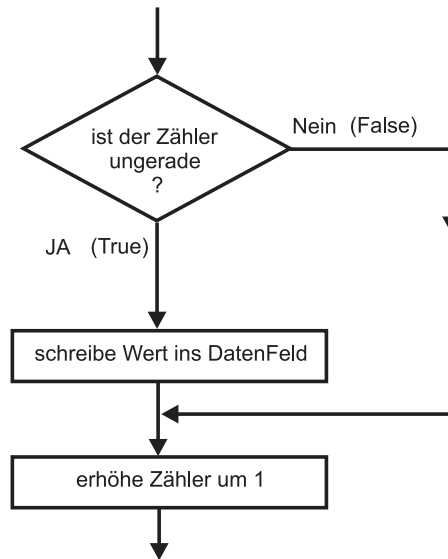 ist der Zähler
ungerade
?
Nein (False)
JA (True)
schreibe Wert ins DatenFeld
erhöhe Zähler um 1